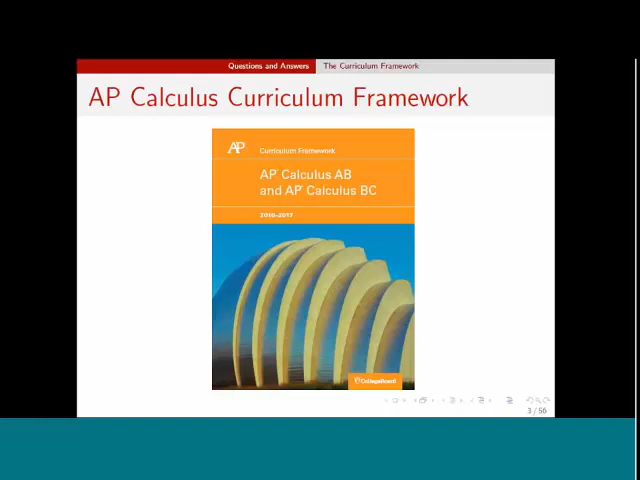 Questions and Answers The Curriculum Framework
AP Calculus Curriculum Framework
AP Curriculum Framework
AP® Calculus AB
and AP® Calculus BC
2016–2017
CollegeBoard
3 / 56